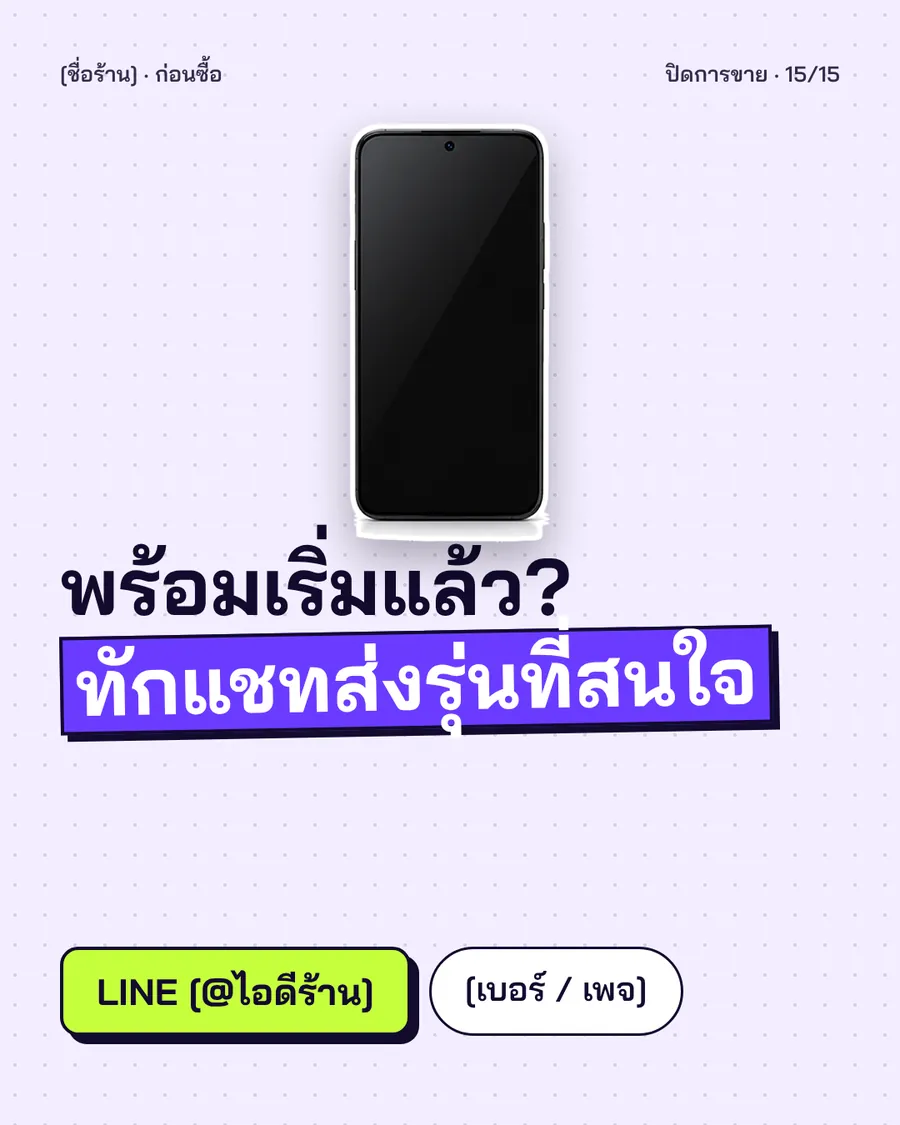 [ชื่อร้าน] · ก่อนซื้อ
ปิดการขาย · 15/15
พร้อมเริ่มแล้ว?
ทักแชทส่งรุ่นที่สนใจ
LINE [@ไอดีร้าน]
[เบอร์ / เพจ]